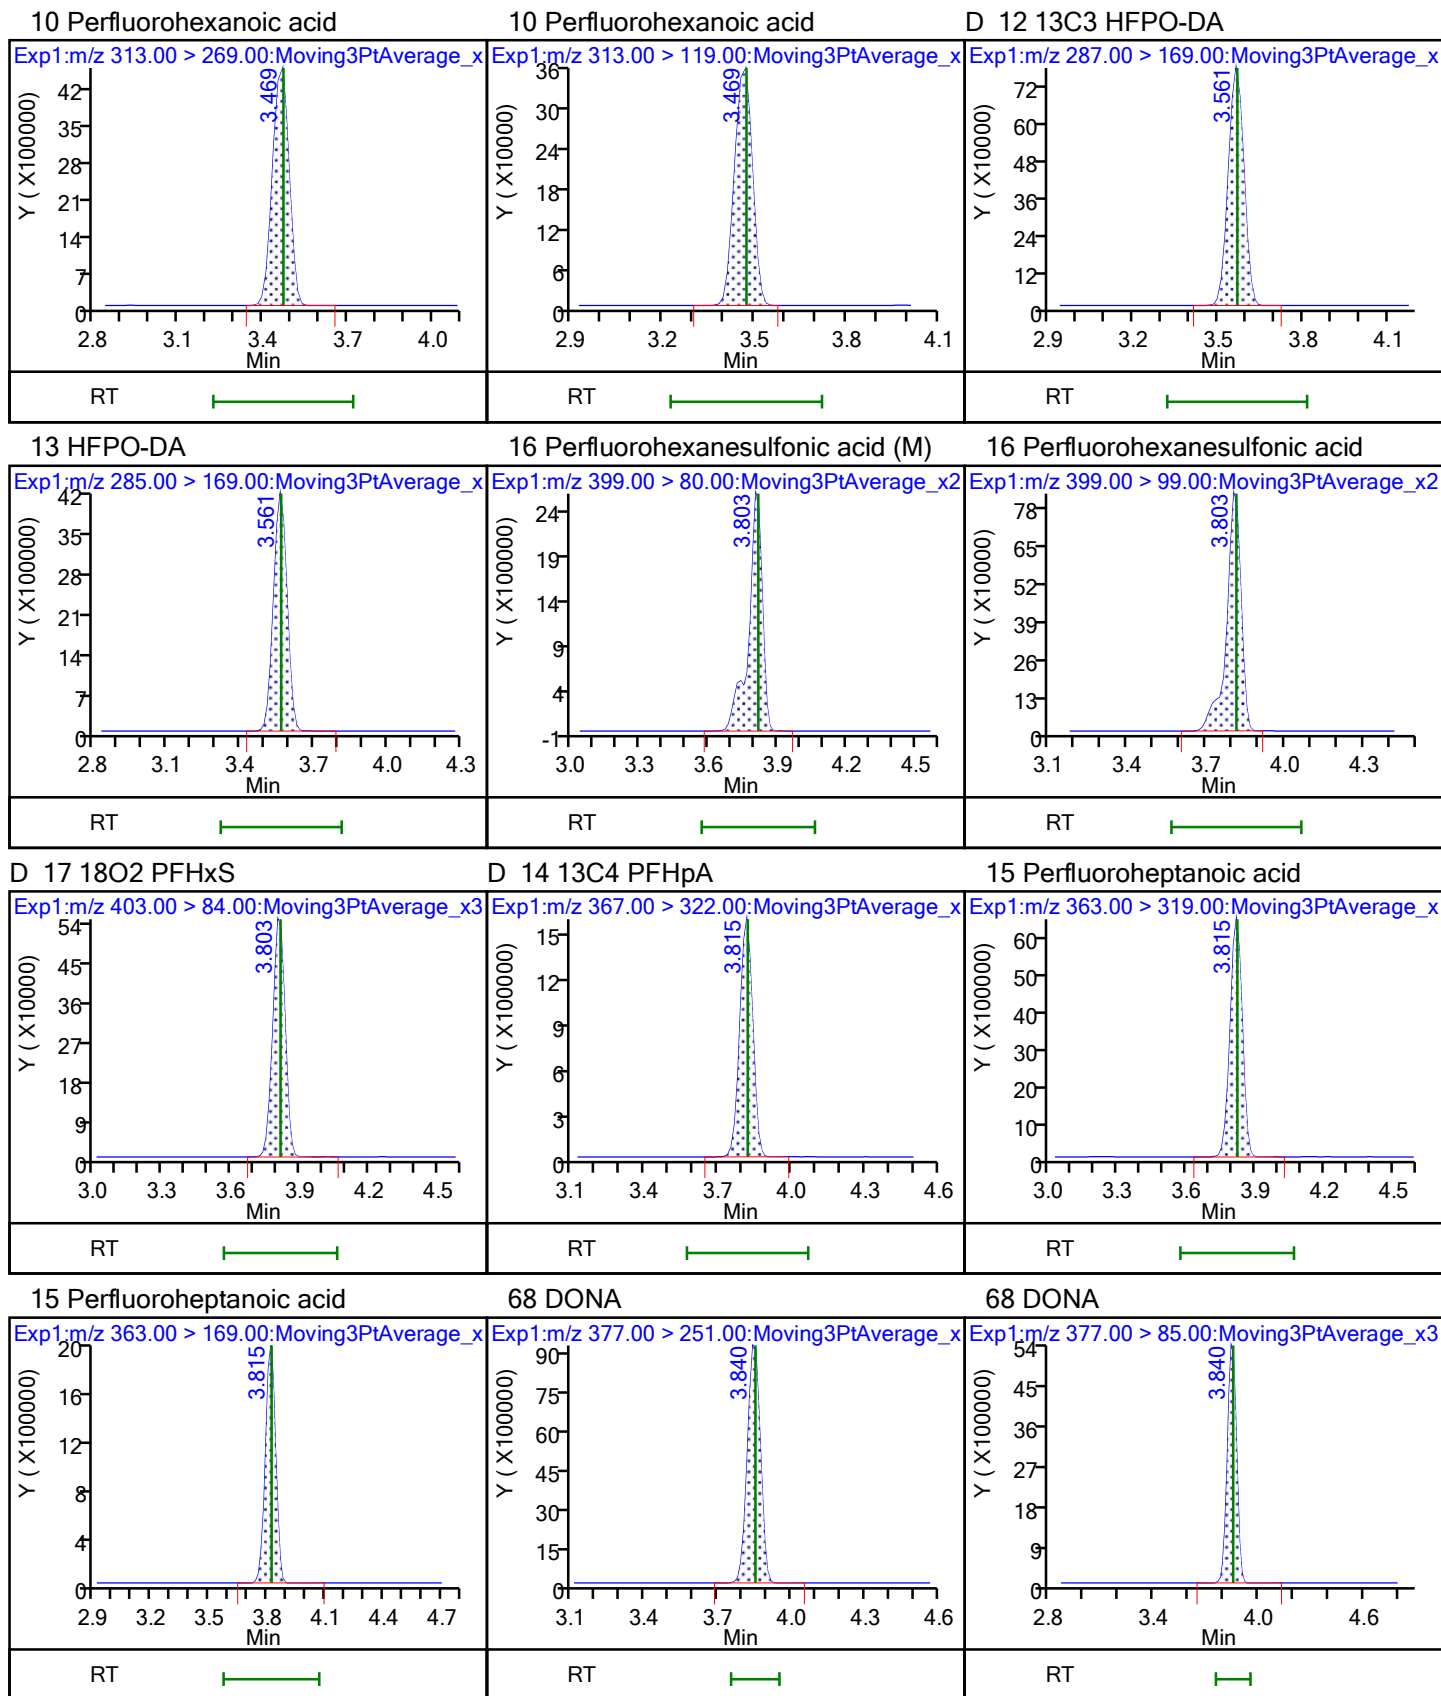 10 Perfluorohexanoic acid
Exp1:m/z 313.00 > 269.00:Moving3PtAverage_x
3.469
Y ( X100000)
42
35
28
21
14
7
0
2.8 3.1 3.4 3.7 4.0
Min
RT
10 Perfluorohexanoic acid
Exp1:m/z 313.00 > 119.00:Moving3PtAverage_x
3.469
Y ( X100000)
36
30
24
18
12
6
0
2.9 3.2 3.5 3.8 4.1
Min
RT
D 12 13C3 HFPO-DA
Exp1:m/z 287.00 > 169.00:Moving3PtAverage_x
3.561
Y ( X10000)
72
60
48
36
24
12
0
2.9 3.2 3.5 3.8 4.1
Min
RT
13 HFPO-DA
Exp1:m/z 285.00 > 169.00:Moving3PtAverage_x
3.561
Y ( X100000)
42
35
28
21
14
7
0
2.8 3.1 3.4 3.7 4.0 4.3
Min
RT
16 Perfluorohexanesulfonic acid (M)
Exp1:m/z 399.00 > 80.00:Moving3PtAverage_x2
3.803
Y ( X100000)
24
19
14
9
4
-1
3.0 3.3 3.6 3.9 4.2 4.5
Min
RT
16 Perfluorohexanesulfonic acid
Exp1:m/z 399.00 > 99.00:Moving3PtAverage_x2
3.803
Y ( X10000)
78
65
52
39
26
13
0
3.1 3.4 3.7 4.0 4.3
Min
RT
D 17 18O2 PFHxS
Exp1:m/z 403.00 > 84.00:Moving3PtAverage_x3
3.803
Y ( X10000)
54
45
36
27
18
9
0
3.0 3.3 3.6 3.9 4.2 4.5
Min
RT
D 14 13C4 PFHpA
Exp1:m/z 367.00 > 322.00:Moving3PtAverage_x
3.815
Y ( X100000)
15
12
9
6
3
0
3.1 3.4 3.7 4.0 4.3 4.6
Min
RT
15 Perfluoroheptanoic acid
Exp1:m/z 363.00 > 319.00:Moving3PtAverage_x
3.815
Y ( X100000)
60
50
40
30
20
10
0
3.0 3.3 3.6 3.9 4.2 4.5
Min
RT
15 Perfluoroheptanoic acid
Exp1:m/z 363.00 > 169.00:Moving3PtAverage_x
3.815
Y ( X100000)
20
16
12
8
4
0
2.9 3.2 3.5 3.8 4.1 4.4 4.7
Min
RT
68 DONA
Exp1:m/z 377.00 > 251.00:Moving3PtAverage_x
3.840
Y ( X100000)
90
75
60
45
30
15
0
3.1 3.4 3.7 4.0 4.3 4.6
Min
RT
68 DONA
Exp1:m/z 377.00 > 85.00:Moving3PtAverage_x3
3.840
Y ( X100000)
54
45
36
27
18
9
0
2.8 3.4 4.0 4.6
Min
RT